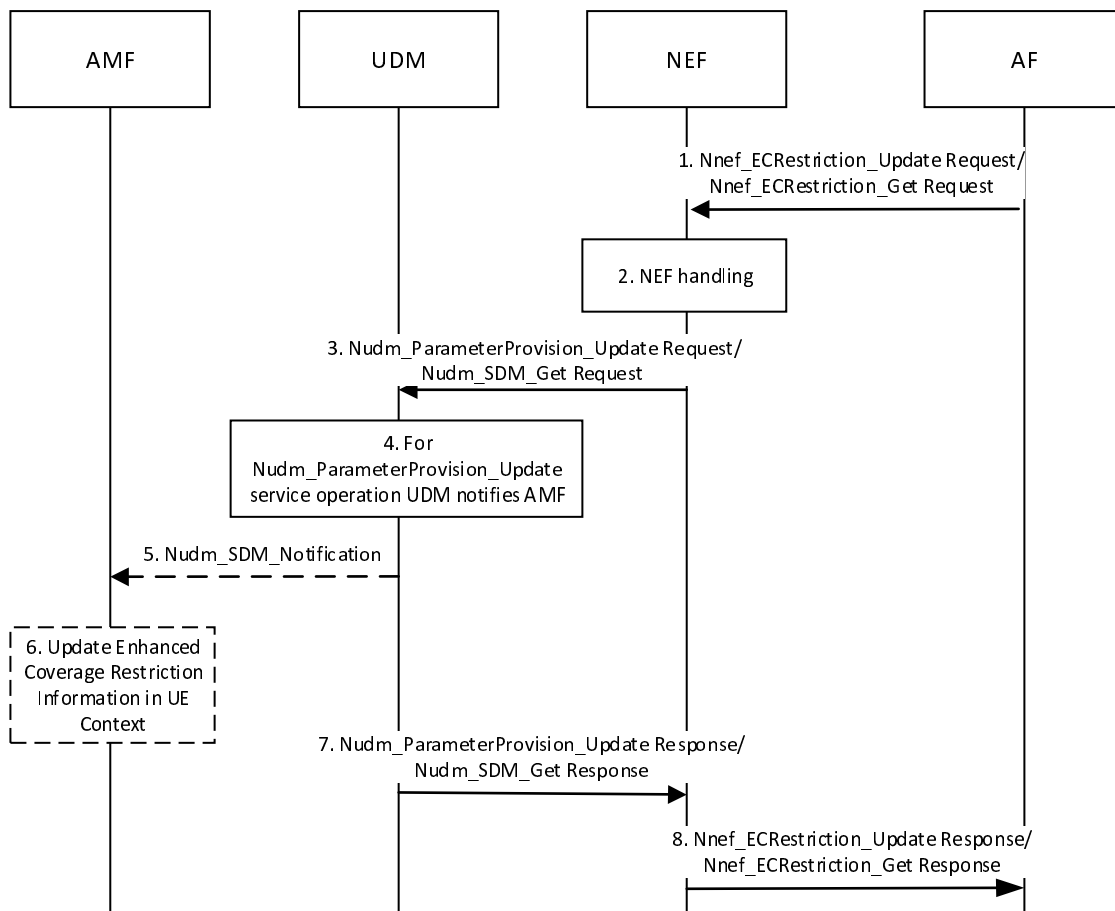 AMF
UDM
NEF
AF
1. Nnef_ECRestriction_Update Request/
Nnef_ECRestriction_Get Request
2. NEF handling
3. Nudm_ParameterProvision_Update Request/
Nudm_SDM_Get Request
4. For
Nudm_ParameterProvision_Update
service operation UDM notifies AMF
5. Nudm_SDM_Notification
6. Update Enhanced
Coverage Restriction
Information in UE
Context
7. Nudm_ParameterProvision_Update Response/
Nudm_SDM_Get Response
8. Nnef_ECRestriction_Update Response/
Nnef_ECRestriction_Get Response